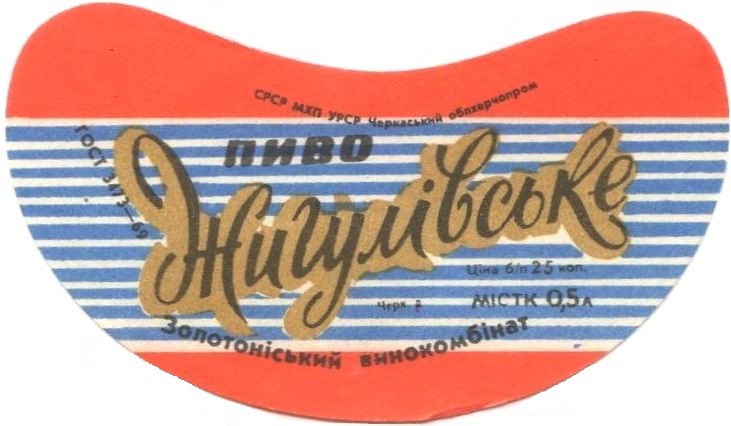 СРСР МХП УРСР Черкаський облхарчопром
ГОСТ 3473—69
ПИВО
Жигулівське
Ціна б/п 25 коп.
Черк
МІСТК 0,5 л
Золотоніський винокомбінат